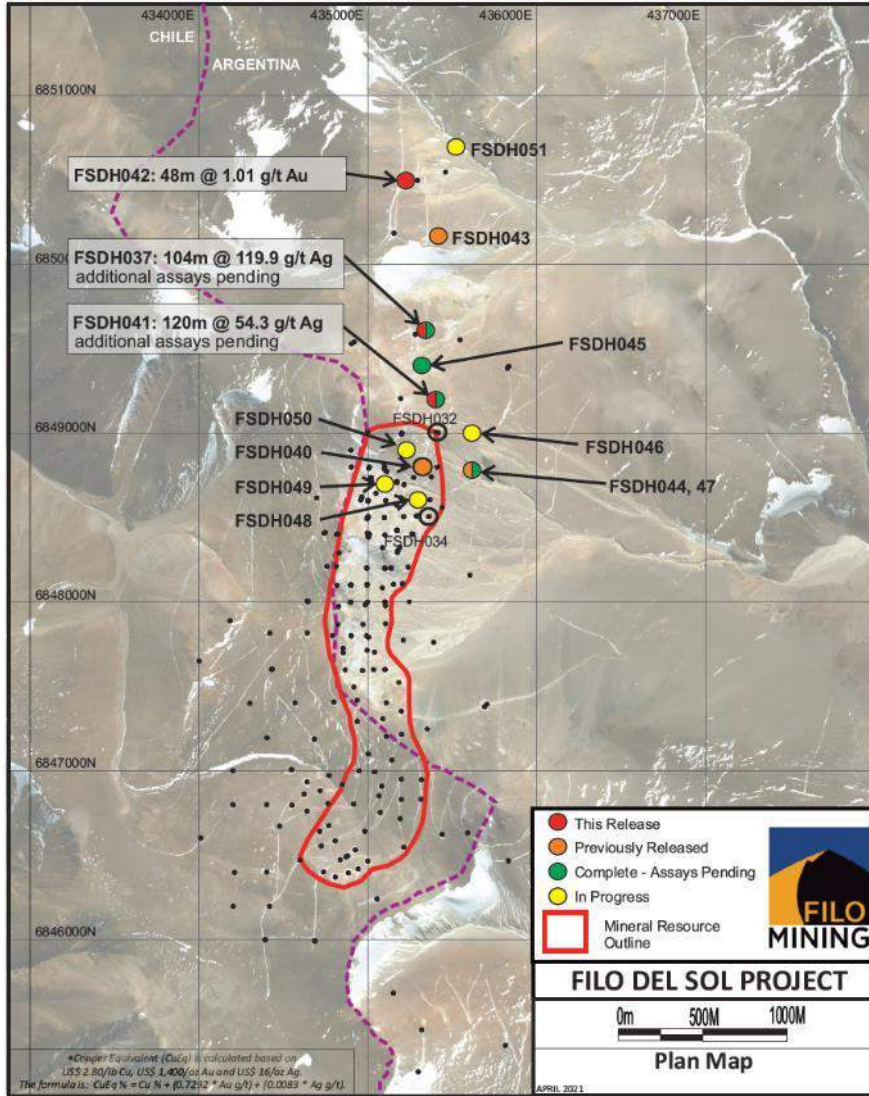 434000E 435000E 436000E 437000E
CHILE
ARGENTINA
6851000N
FSDH051
FSDH042: 48m @ 1.01 g/t Au
FSDH043
6850000N
FSDH037: 104m @ 119.9 g/t Ag
additional assays pending
FSDH041: 120m @ 54.3 g/t Ag
additional assays pending
FSDH045
FSDH032
6849000N
FSDH050
FSDH046
FSDH040
FSDH049
FSDH044, 47
FSDH048
FSDH034
6848000N
6847000N
This Release
Previously Released
Complete - Assays Pending
In Progress
Mineral Resource
Outline
FILO
MINING
6846000N
FILO DEL SOL PROJECT
0m 500M 1000M
Plan Map
APRIL 2021
*Copper Equivalent (CuEq) is calculated based on
US$ 2.80/lb Cu, US$ 1,400/oz Au and US$ 16/oz Ag.
The formula is: CuEq % = Cu % + (0.7292 * Au g/t) + (0.0083 * Ag g/t).